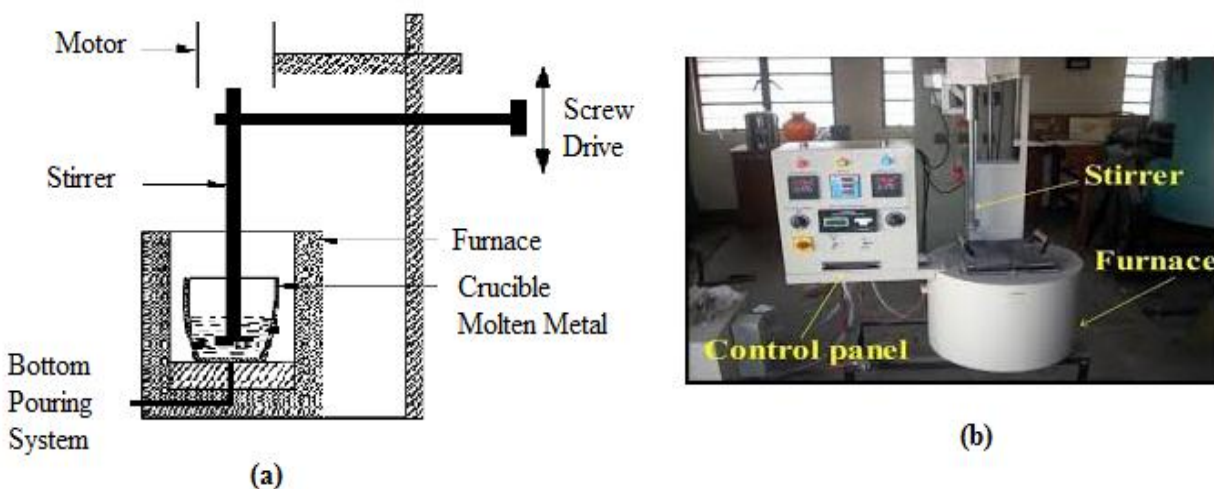 Motor
Stirrer
Screw
Drive
Furnace
Crucible
Molten Metal
Bottom
Pouring
System
(a)
Stirrer
Furnace
Control panel
(b)